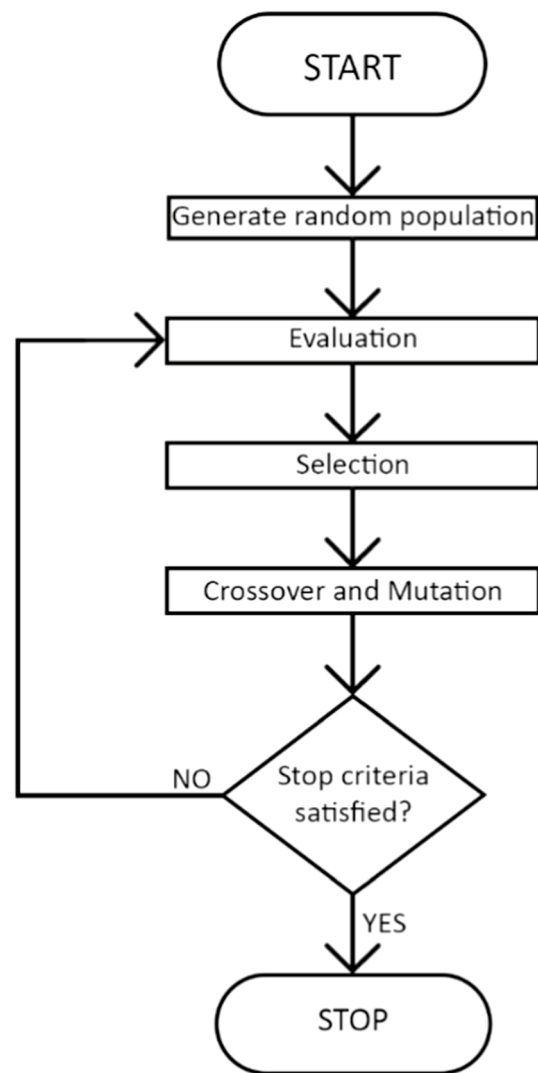 START
Generate random population
Evaluation
Selection
Crossover and Mutation
Stop criteria
satisfied?
NO
YES
STOP